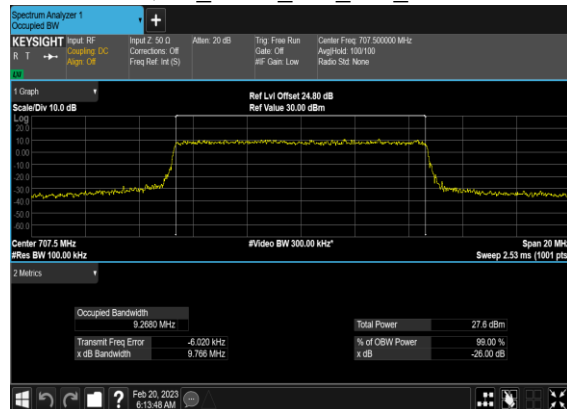 Spectrum Analyzer 1
Occupied BW
KEYSIGHT Input: RF Input Z: 50 Ω Atten: 20 dB Trig: Free Run Center Freq: 707.500000 MHz
R T Coupling: DC Corrections: Off Gate: Off Avg|Hold: 100/100
Align: Off Freq Ref: Int (S) #IF Gain: Low Radio Std: None
1 Graph
Ref Lvl Offset 24.80 dB
Scale/Div 10.0 dB Ref Value 30.00 dBm
Log
20.0
10.0
0.00
-10.0
-20.0
-30.0
-40.0
-50.0
-60.0
Center 707.5 MHz #Video BW 300.00 kHz* Span 20 MHz
#Res BW 100.00 kHz Sweep 2.53 ms (1001 pts
2 Metrics
Occupied Bandwidth
9.2680 MHz Total Power 27.6 dBm
Transmit Freq Error -6.020 kHz % of OBW Power 99.00 %
x dB Bandwidth 9.766 MHz x dB -26.00 dB
? Feb 20, 2023
6:13:48 AM